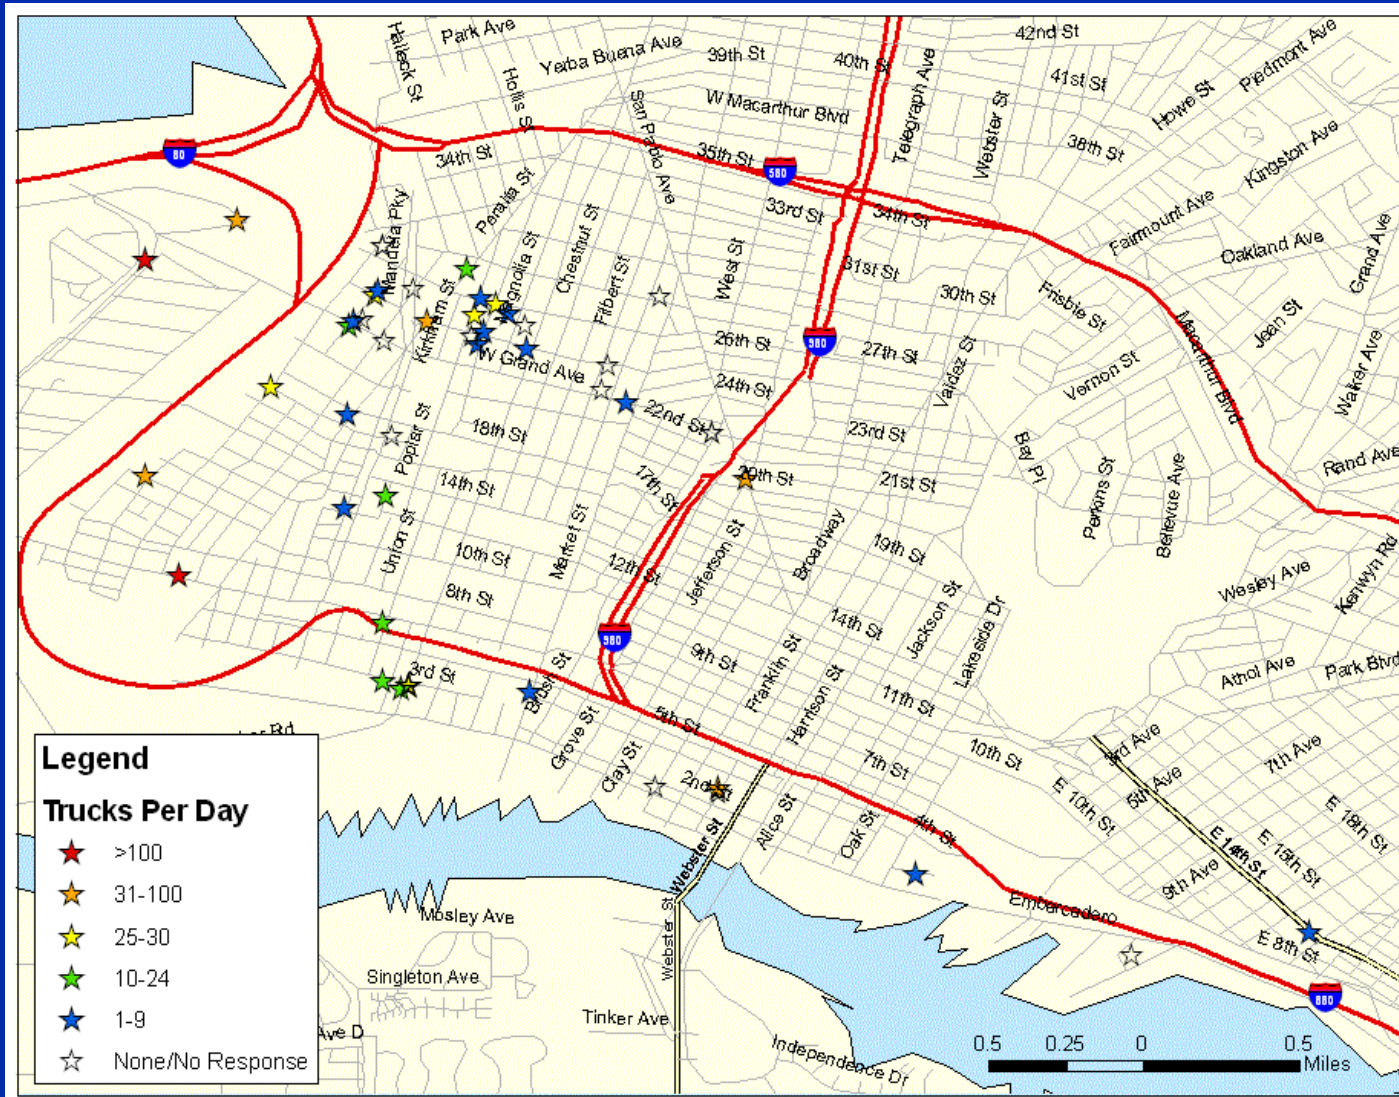 42nd St
Park Ave
Halleck St
Yerba Buena Ave
39th St
40th St
Telegraph Ave
41st St
Piedmont Ave
Howe St
Hollis St
San Pablo Ave
W Macarthur Blvd
Webster St
38th St
Kingston Ave
80
34th St
35th St
580
Peralta St
33rd St
34th St
Fairmount Ave
Oakland Ave
Grand Ave
Mandela Pky
Magnolia St
Chestnut St
Filbert St
West St
31st St
30th St
Frisbie St
Jean St
Macarthur Blvd
Kirkham St
26th St
980
27th St
Valdez St
Vernon St
Walker Ave
W Grand Ave
24th St
22nd St
23rd St
Poplar St
18th St
Bay Pl
Rand Ave
14th St
17th St
20th St
21st St
Perkins St
Bellevue Ave
Union St
Market St
10th St
12th St
Jefferson St
Broadway
19th St
Wesley Ave
Kenwyn Rd
8th St
980
14th St
Jackson St
Lakeside Dr
9th St
Franklin St
Harrison St
3rd St
Brush St
11th St
Athol Ave
Park Blvd
Grove St
5th St
Clay St
2nd St
7th St
10th St
3rd Ave
7th Ave
5th Ave
E 10th St
E 18th St
Alice St
Oak St
4th St
Webster St
E 14th St
E 15th St
9th Ave
Embarcadero
E 8th St
880
Mosley Ave
Webster St
Singleton Ave
Tinker Ave
Ave D
Independence Dr
Rd
Legend
Trucks Per Day
>100
31-100
25-30
10-24
1-9
None/No Response
0.5 0.25 0 0.5
Miles